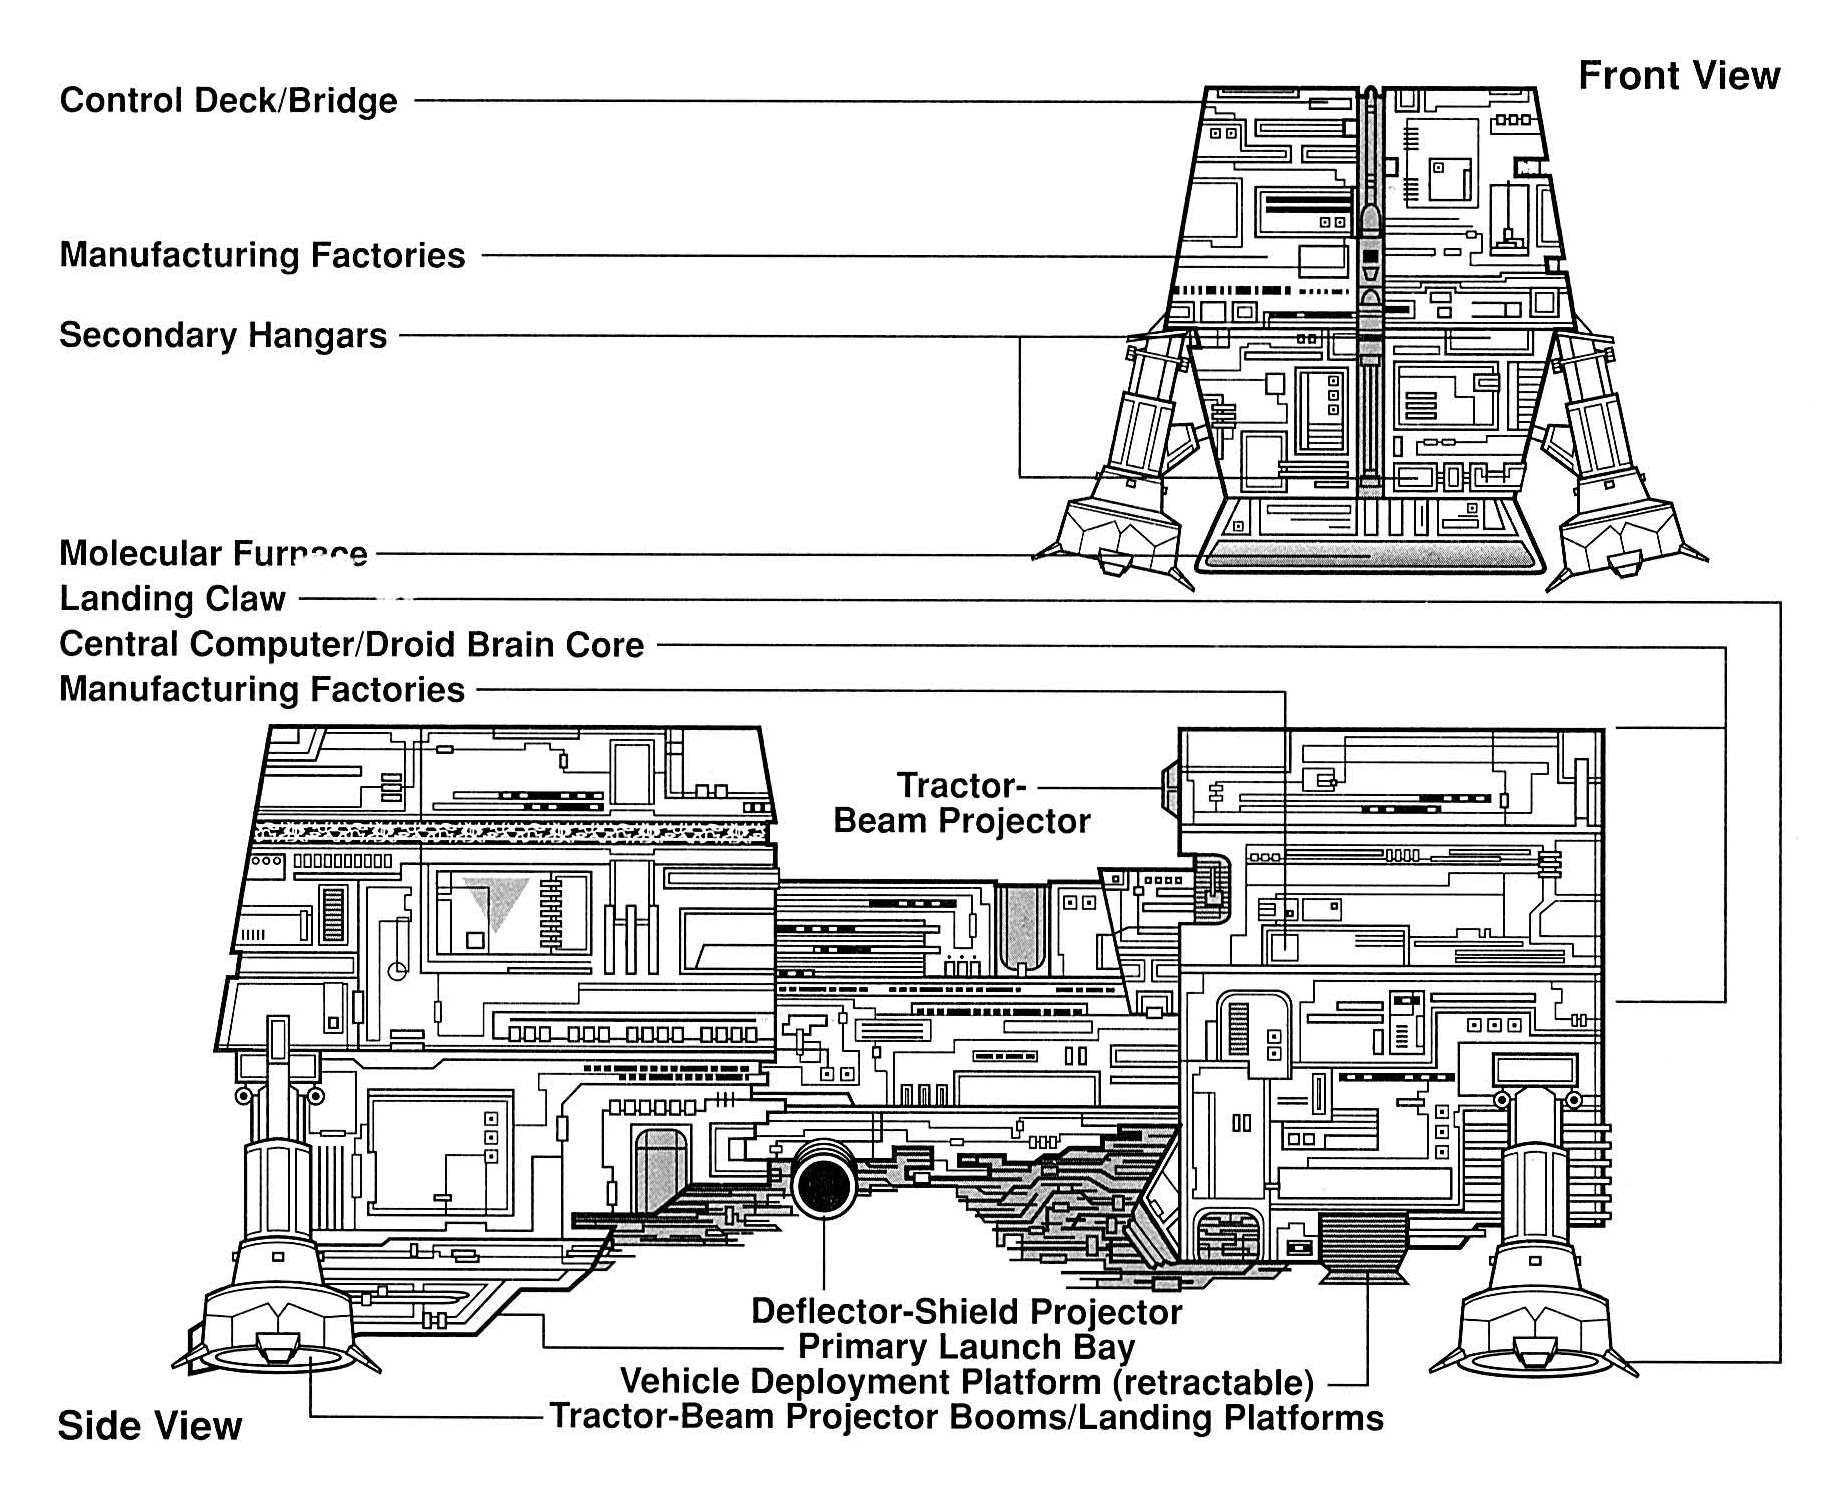 Front View
Control Deck/Bridge
Manufacturing Factories
Secondary Hangars
Molecular Furnace
Landing Claw
Central Computer/Droid Brain Core
Manufacturing Factories
Tractor-
Beam Projector
Deflector-Shield Projector
Primary Launch Bay
Vehicle Deployment Platform (retractable)
Tractor-Beam Projector Booms/Landing Platforms
Side View